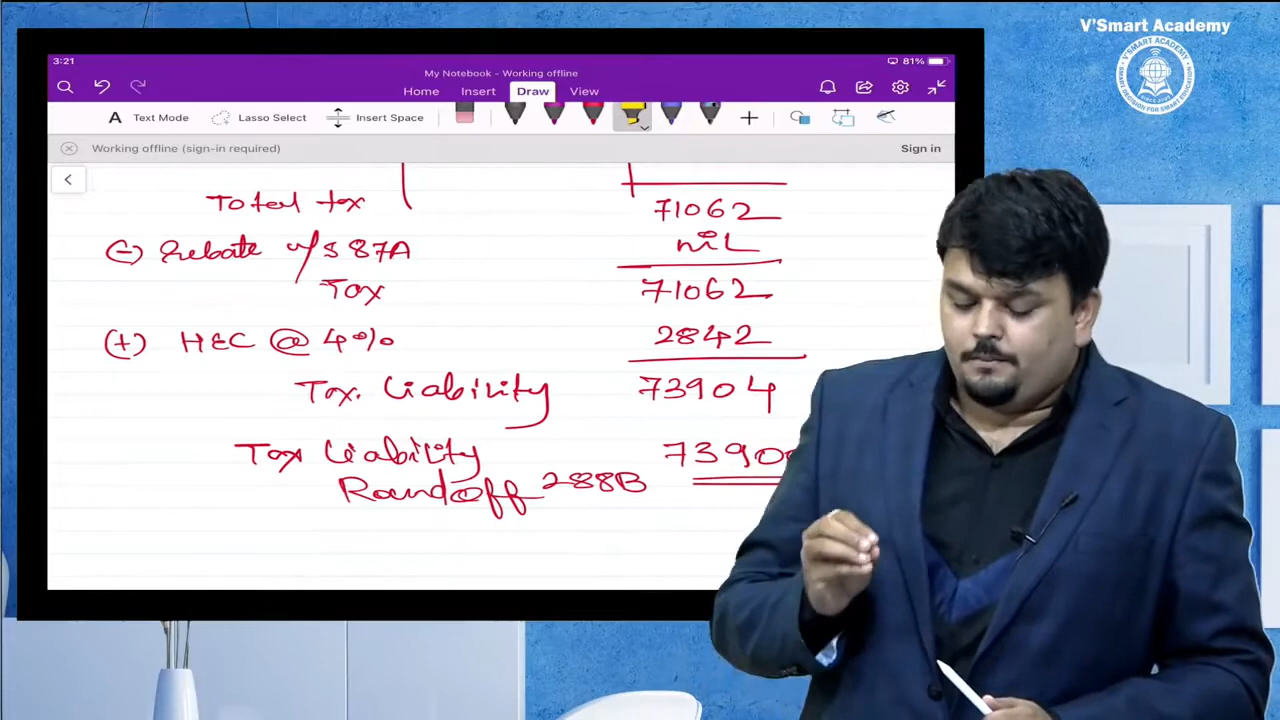 V'Smart Academy
3:21
81%
My Notebook - Working offline
Home Insert Draw View
Text Mode Lasso Select Insert Space
Working offline (sign-in required) Sign in
Total tax 71062
(-) Rebate u/s 87A nil
Tax 71062
(+) HEC @ 4% 2842
Tax Liability 73904
Tax Liability 7390
Roundoff 288B